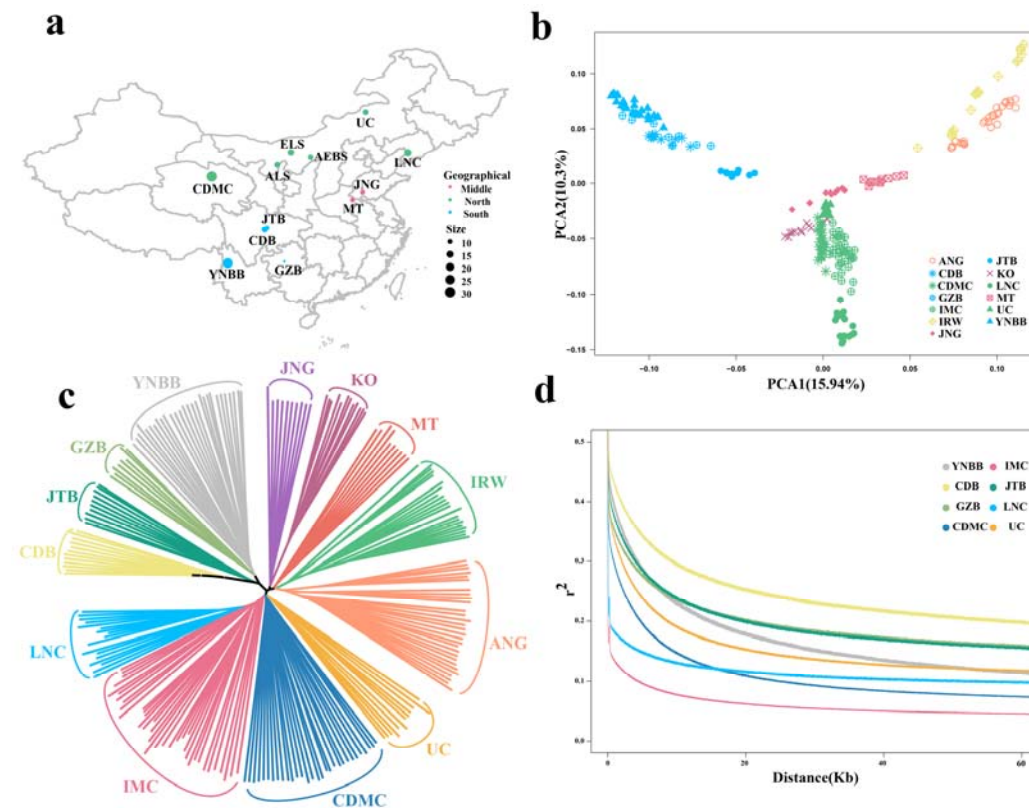 a
UC
ELS
AEBS
LNC
ALS
CDMC
JNG
MT
JTB
CDB
YNBB
GZB
Geographical
Middle
North
South
Size
10
15
20
25
30
b
PCA2 (10.3%)
0.10
0.05
0.00
−0.05
−0.10
−0.15
−0.10
−0.05
0.00
0.05
0.10
PCA1(15.94%)
ANG
CDB
CDMC
GZB
IMC
IRW
JNG
JTB
KO
LNC
MT
UC
YNBB
c
YNBB
JNG
KO
MT
IRW
ANG
UC
CDMC
IMC
LNC
CDB
JTB
GZB
d
r2
0.5
0.4
0.3
0.2
0.1
0.0
0
20
40
60
Distance(Kb)
YNBB
CDB
GZB
CDMC
IMC
JTB
LNC
UC